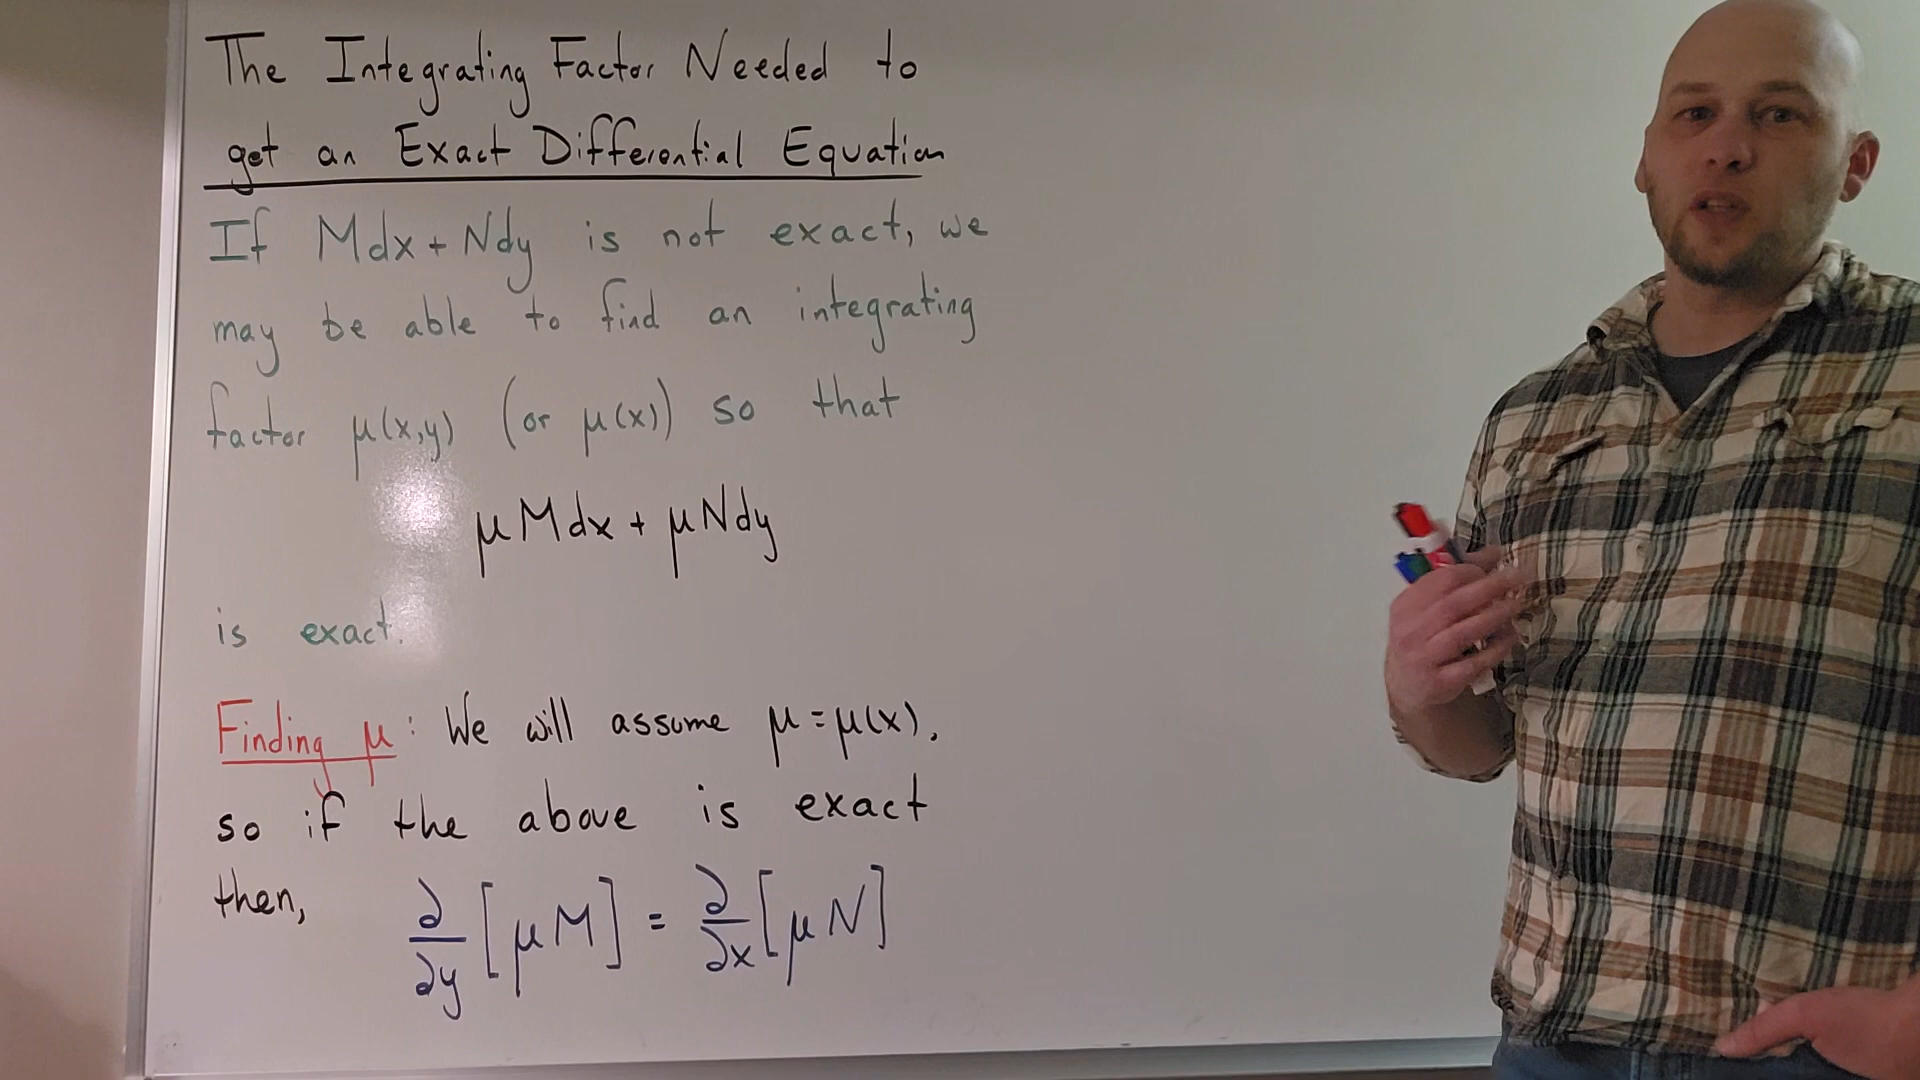 The Integrating Factor Needed to
get an Exact Differential Equation
If Mdx + Ndy is not exact, we
may be able to find an integrating
factor μ(x,y) (or μ(x)) so that
μMdx + μNdy
is exact.
Finding μ: We will assume μ=μ(x).
so if the above is exact
then, ∂/∂y [μM] = ∂/∂x [μN]